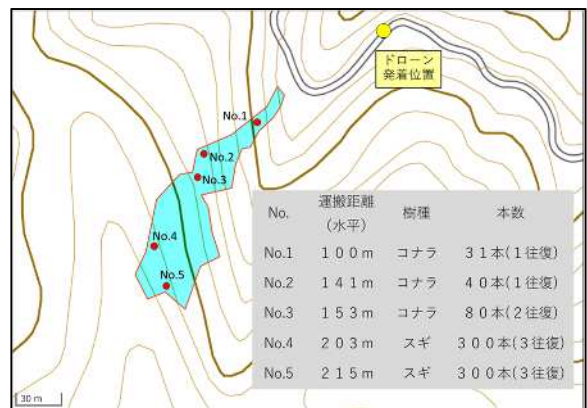 ドローン
発着位置
No.1
No.2
No.3
No.4
No.5
No. 運搬距離(水平) 樹種 本数
No.1 100m コナラ 31本(1往復)
No.2 141m コナラ 40本(1往復)
No.3 153m コナラ 80本(2往復)
No.4 203m スギ 300本(3往復)
No.5 215m スギ 300本(3往復)
30 m